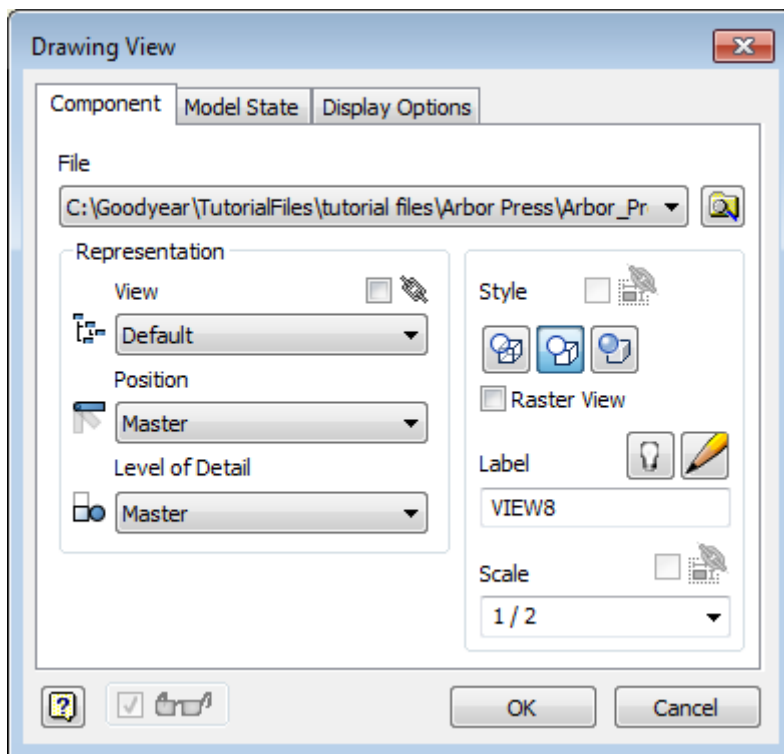 Drawing View
Component Model State Display Options
File
C:\Goodyear\TutorialFiles\tutorial files\Arbor Press\Arbor_Pr
Representation
View
Default
Position
Master
Level of Detail
Master
Style
Raster View
Label
VIEW8
Scale
1 / 2
OK Cancel